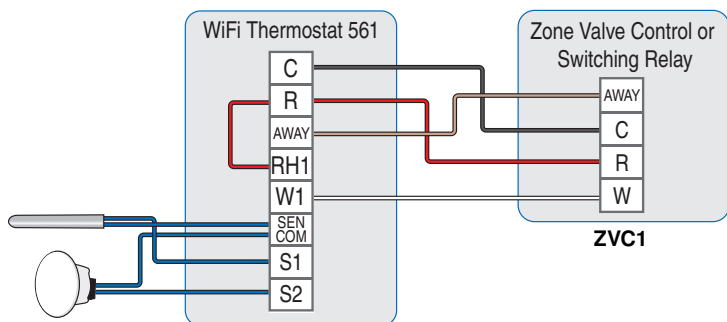 WiFi Thermostat 561
C
R
AWAY
RH1
W1
SEN
COM
S1
S2
Zone Valve Control or
Switching Relay
AWAY
C
R
W
ZVC1